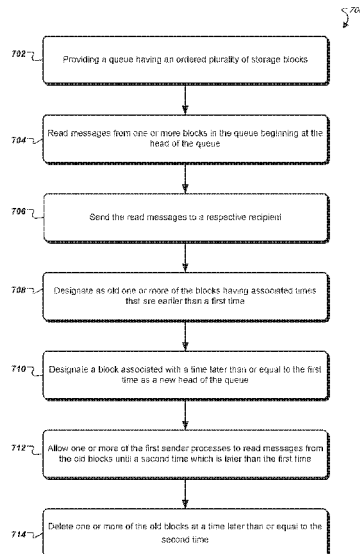 702
Providing a queue having an ordered plurality of storage blocks
704
Read messages from one or more blocks in the queue beginning at the
head of the queue
706
Send the read messages to a respective recipient
708
Designate as old one or more of the blocks having associated times
that are earlier than a first time
710
Designate a block associated with a time later than or equal to the first
time as a new head of the queue
712
Allow one or more of the first sender processes to read messages from
the old blocks until a second time which is later than the first time
714
Delete one or more of the old blocks at a time later than or equal to the
second time